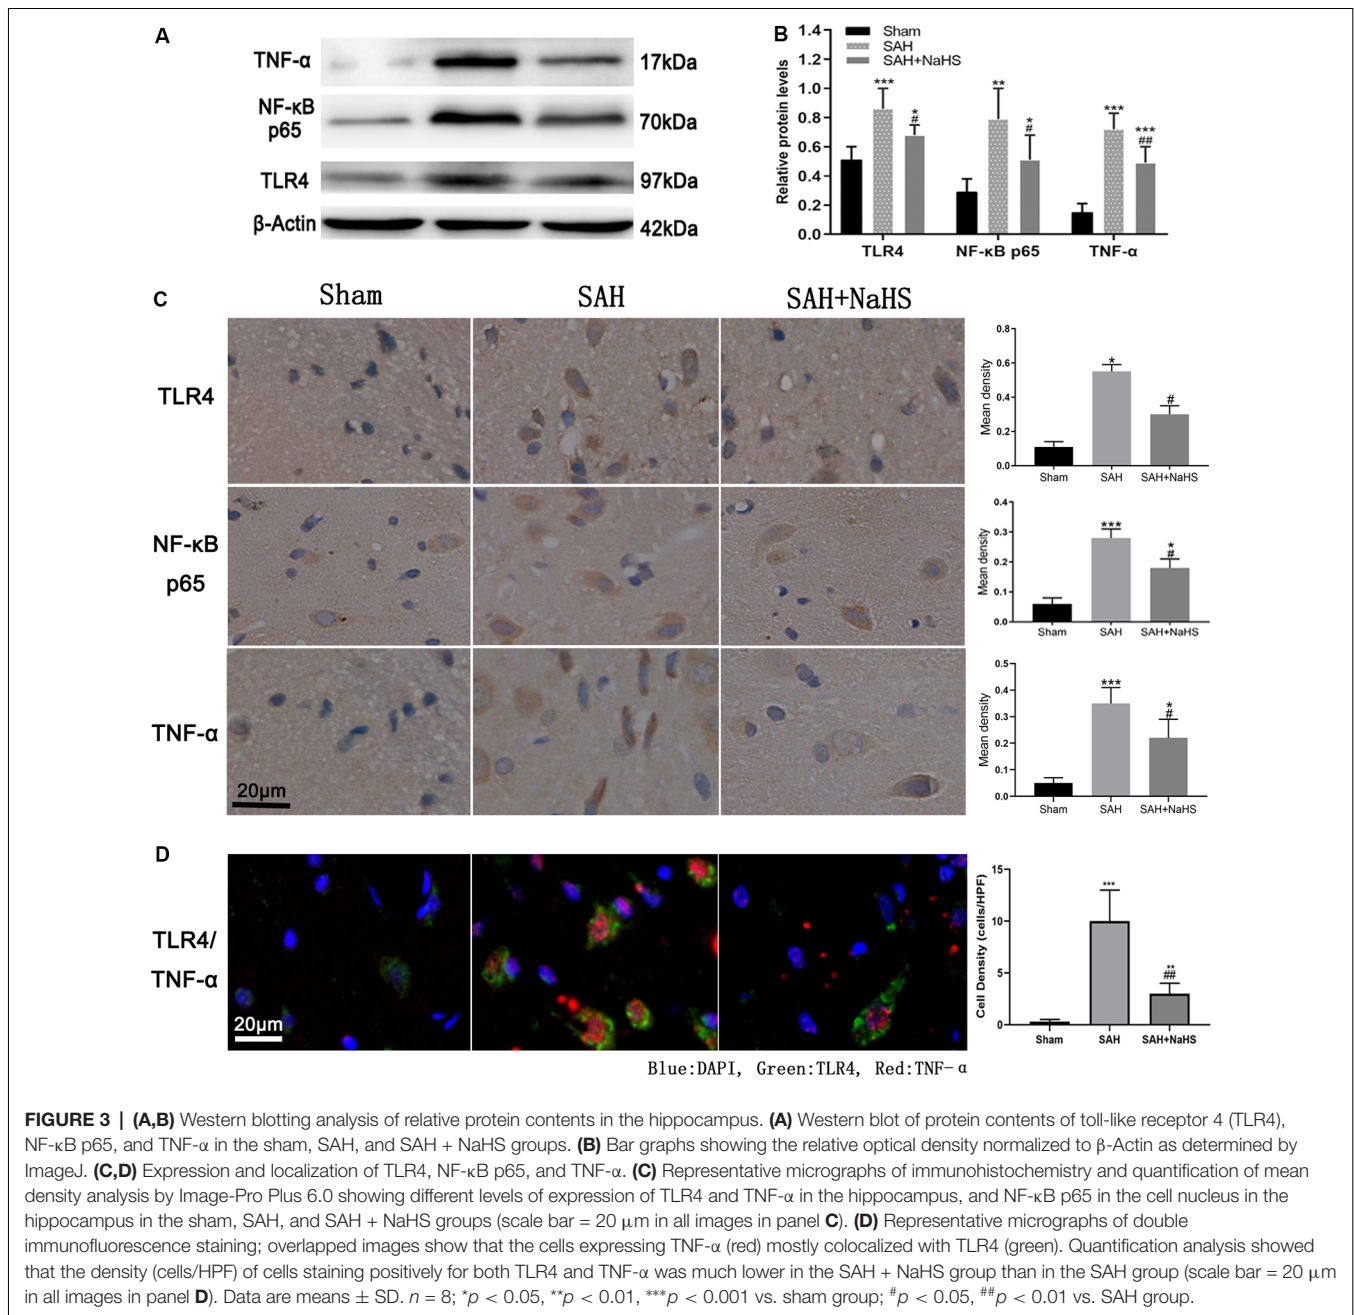 A
TNF-α
17kDa
NF-κB
p65
70kDa
TLR4
97kDa
β-Actin
42kDa
B
Sham
SAH
SAH+NaHS
Relative protein levels
1.4
1.2
1.0
0.8
0.6
0.4
0.2
0.0
***
*
#
**
*
#
***
***
##
TLR4
NF-κB p65
TNF-α
C
Sham
SAH
SAH+NaHS
TLR4
Mean density
0.8
0.6
0.4
0.2
0.0
*
#
Sham
SAH
SAH+NaHS
NF-κB
p65
Mean density
0.4
0.3
0.2
0.1
0.0
***
*
#
Sham
SAH
SAH+NaHS
TNF-α
20μm
Mean density
0.5
0.4
0.3
0.2
0.1
0.0
***
*
#
Sham
SAH
SAH+NaHS
D
TLR4/
TNF-α
20μm
Cell Density (cells/HPF)
15
10
5
0
***
**
##
Sham
SAH
SAH+NaHS
Blue:DAPI, Green:TLR4, Red:TNF-α
FIGURE 3 | (A,B) Western blotting analysis of relative protein contents in the hippocampus. (A) Western blot of protein contents of toll-like receptor 4 (TLR4),
NF-κB p65, and TNF-α in the sham, SAH, and SAH + NaHS groups. (B) Bar graphs showing the relative optical density normalized to β-Actin as determined by
ImageJ. (C,D) Expression and localization of TLR4, NF-κB p65, and TNF-α. (C) Representative micrographs of immunohistochemistry and quantification of mean
density analysis by Image-Pro Plus 6.0 showing different levels of expression of TLR4 and TNF-α in the hippocampus, and NF-κB p65 in the cell nucleus in the
hippocampus in the sham, SAH, and SAH + NaHS groups (scale bar = 20 μm in all images in panel C). (D) Representative micrographs of double
immunofluorescence staining; overlapped images show that the cells expressing TNF-α (red) mostly colocalized with TLR4 (green). Quantification analysis showed
that the density (cells/HPF) of cells staining positively for both TLR4 and TNF-α was much lower in the SAH + NaHS group than in the SAH group (scale bar = 20 μm
in all images in panel D). Data are means ± SD. n = 8; *p < 0.05, **p < 0.01, ***p < 0.001 vs. sham group; #p < 0.05, ##p < 0.01 vs. SAH group.